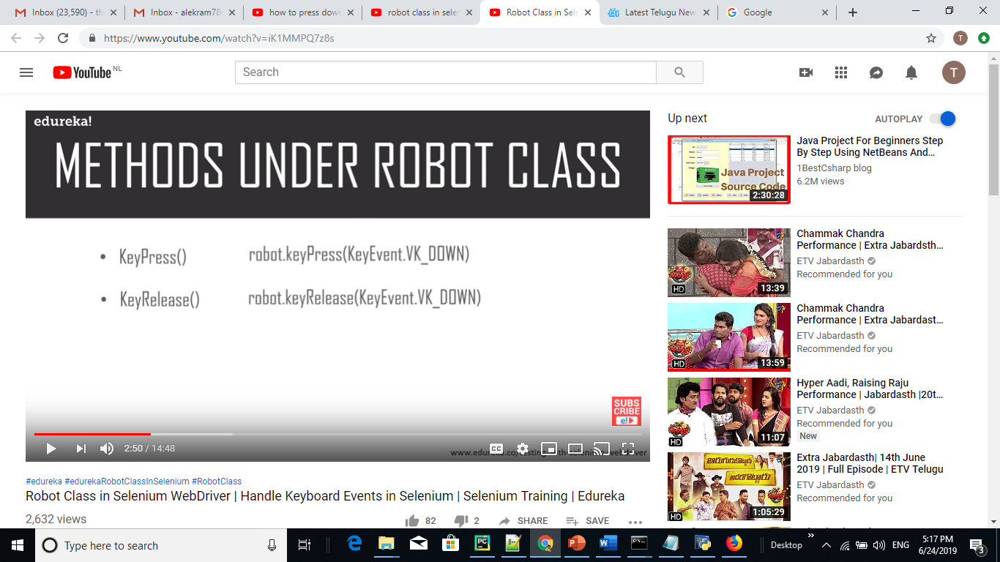 Inbox (23,590) - th
Inbox - alekram78
how to press down
robot class in seler
Robot Class in Sele
Latest Telugu New
Google
https://www.youtube.com/watch?v=iK1MMPQ7z8s
T
YouTube NL
Search
T
edureka!
METHODS UNDER ROBOT CLASS
• KeyPress() robot.keyPress(KeyEvent.VK_DOWN)
• KeyRelease() robot.keyRelease(KeyEvent.VK_DOWN)
SUBS
CRIBE
e!
2:50 / 14:48
CC
#edureka #edurekaRobotClassInSelenium #RobotClass
Robot Class in Selenium WebDriver | Handle Keyboard Events in Selenium | Selenium Training | Edureka
2,632 views
82
2
SHARE
SAVE
Up next
AUTOPLAY
Java Project
Source Code
2:30:28
Java Project For Beginners Step
By Step Using NetBeans And...
1BestCsharp blog
6.2M views
HD
13:39
Chammak Chandra
Performance | Extra Jabardsth...
ETV Jabardasth
Recommended for you
HD
13:59
Chammak Chandra
Performance | Extra Jabardast...
ETV Jabardasth
Recommended for you
HD
11:07
Hyper Aadi, Raising Raju
Performance | Jabardasth |20t...
ETV Jabardasth
Recommended for you
New
HD
1:05:29
Extra Jabardasth| 14th June
2019 | Full Episode | ETV Telugu
ETV Jabardasth
Recommended for you
Type here to search
Desktop
ENG
5:17 PM
6/24/2019
3